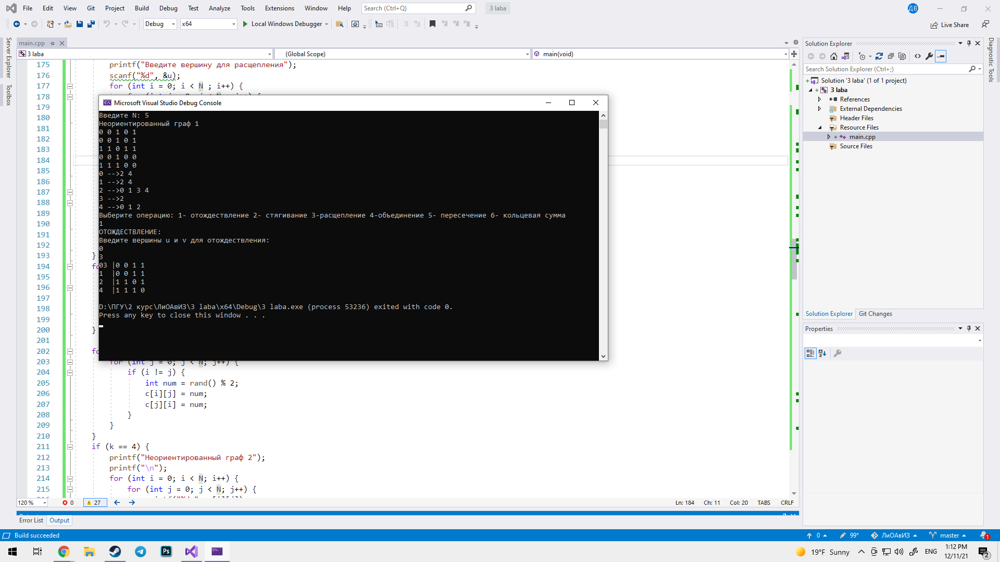 File Edit View Git Project Build Debug Test Analyze Tools Extensions Window Help Search (Ctrl+Q) 3 laba ДВ
Debug x64 Local Windows Debugger Live Share
Server Explorer
Toolbox
main.cpp
3 laba (Global Scope) main(void)
175 printf("Введите вершину для расщепления");
176 scanf("%d", &u);
177 for (int i = 0; i < N ; i++) {
178
179
180
181
182
183
184
185
186
187
188
189
190
191
192
193 }
194 fo
195
196
197
198
199
200 }
201
202 fo
203 for (int j = 0; j < N; j++) {
204 if (i != j) {
205 int num = rand() % 2;
206 c[i][j] = num;
207 c[j][i] = num;
208 }
209 }
210 }
211 if (k == 4) {
212 printf("Неориентированный граф 2");
213 printf("\n");
214 for (int i = 0; i < N; i++) {
215 for (int j = 0; j < N; j++) {
Microsoft Visual Studio Debug Console
Введите N: 5
Неориентированный граф 1
0 0 1 0 1
0 0 1 0 1
1 1 0 1 1
0 0 1 0 0
1 1 1 0 0
0 -->2 4
1 -->2 4
2 -->0 1 3 4
3 -->2
4 -->0 1 2
Выберите операцию: 1- отождествление 2- стягивание 3-расщепление 4-объединение 5- пересечение 6- кольцевая сумма
1
ОТОЖДЕСТВЛЕНИЕ:
Введите вершины u и v для отождествления:
0
3
03 |0 0 1 1
1 |0 0 1 1
2 |1 1 0 1
4 |1 1 1 0
D:\ПГУ\2 курс\ЛиОАвИЗ\3 laba\x64\Debug\3 laba.exe (process 53236) exited with code 0.
Press any key to close this window . . .
120 % 0 27 Ln: 184 Ch: 11 Col: 20 TABS CRLF
Error List Output
Solution Explorer
Search Solution Explorer (Ctrl+;)
Solution '3 laba' (1 of 1 project)
3 laba
References
External Dependencies
Header Files
Resource Files
main.cpp
Source Files
Solution Explorer Git Changes
Properties
Diagnostic Tools
Build succeeded 0 99* ЛиОАвИЗ master 1
19°F Sunny ENG 1:12 PM
12/11/21 2